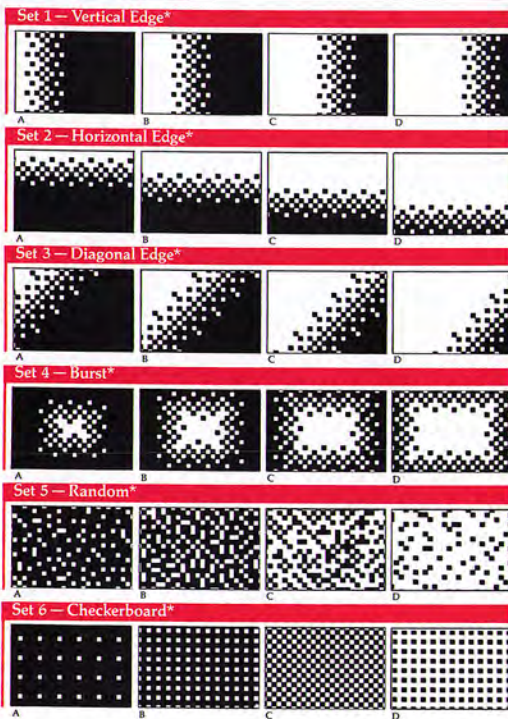 Set 1 — Vertical Edge*
A B C D
Set 2 — Horizontal Edge*
A B C D
Set 3 — Diagonal Edge*
A B C D
Set 4 — Burst*
A B C D
Set 5 — Random*
A B C D
Set 6 — Checkerboard*
A B C D